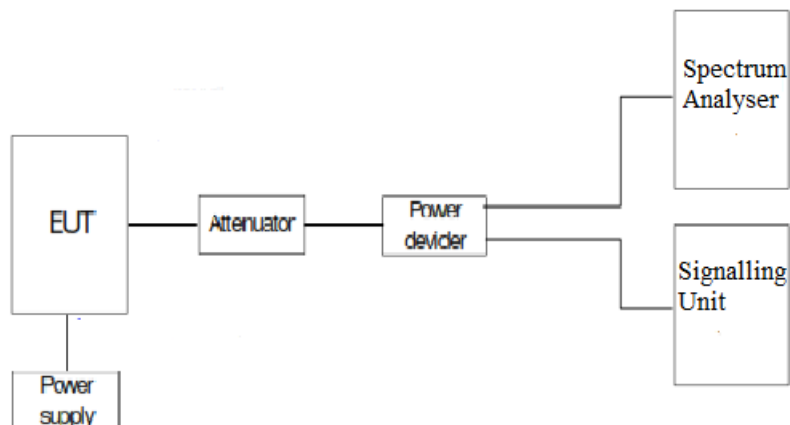 Spectrum
Analyser
EUT
Attenuator
Power
devider
Signalling
Unit
Power
supply